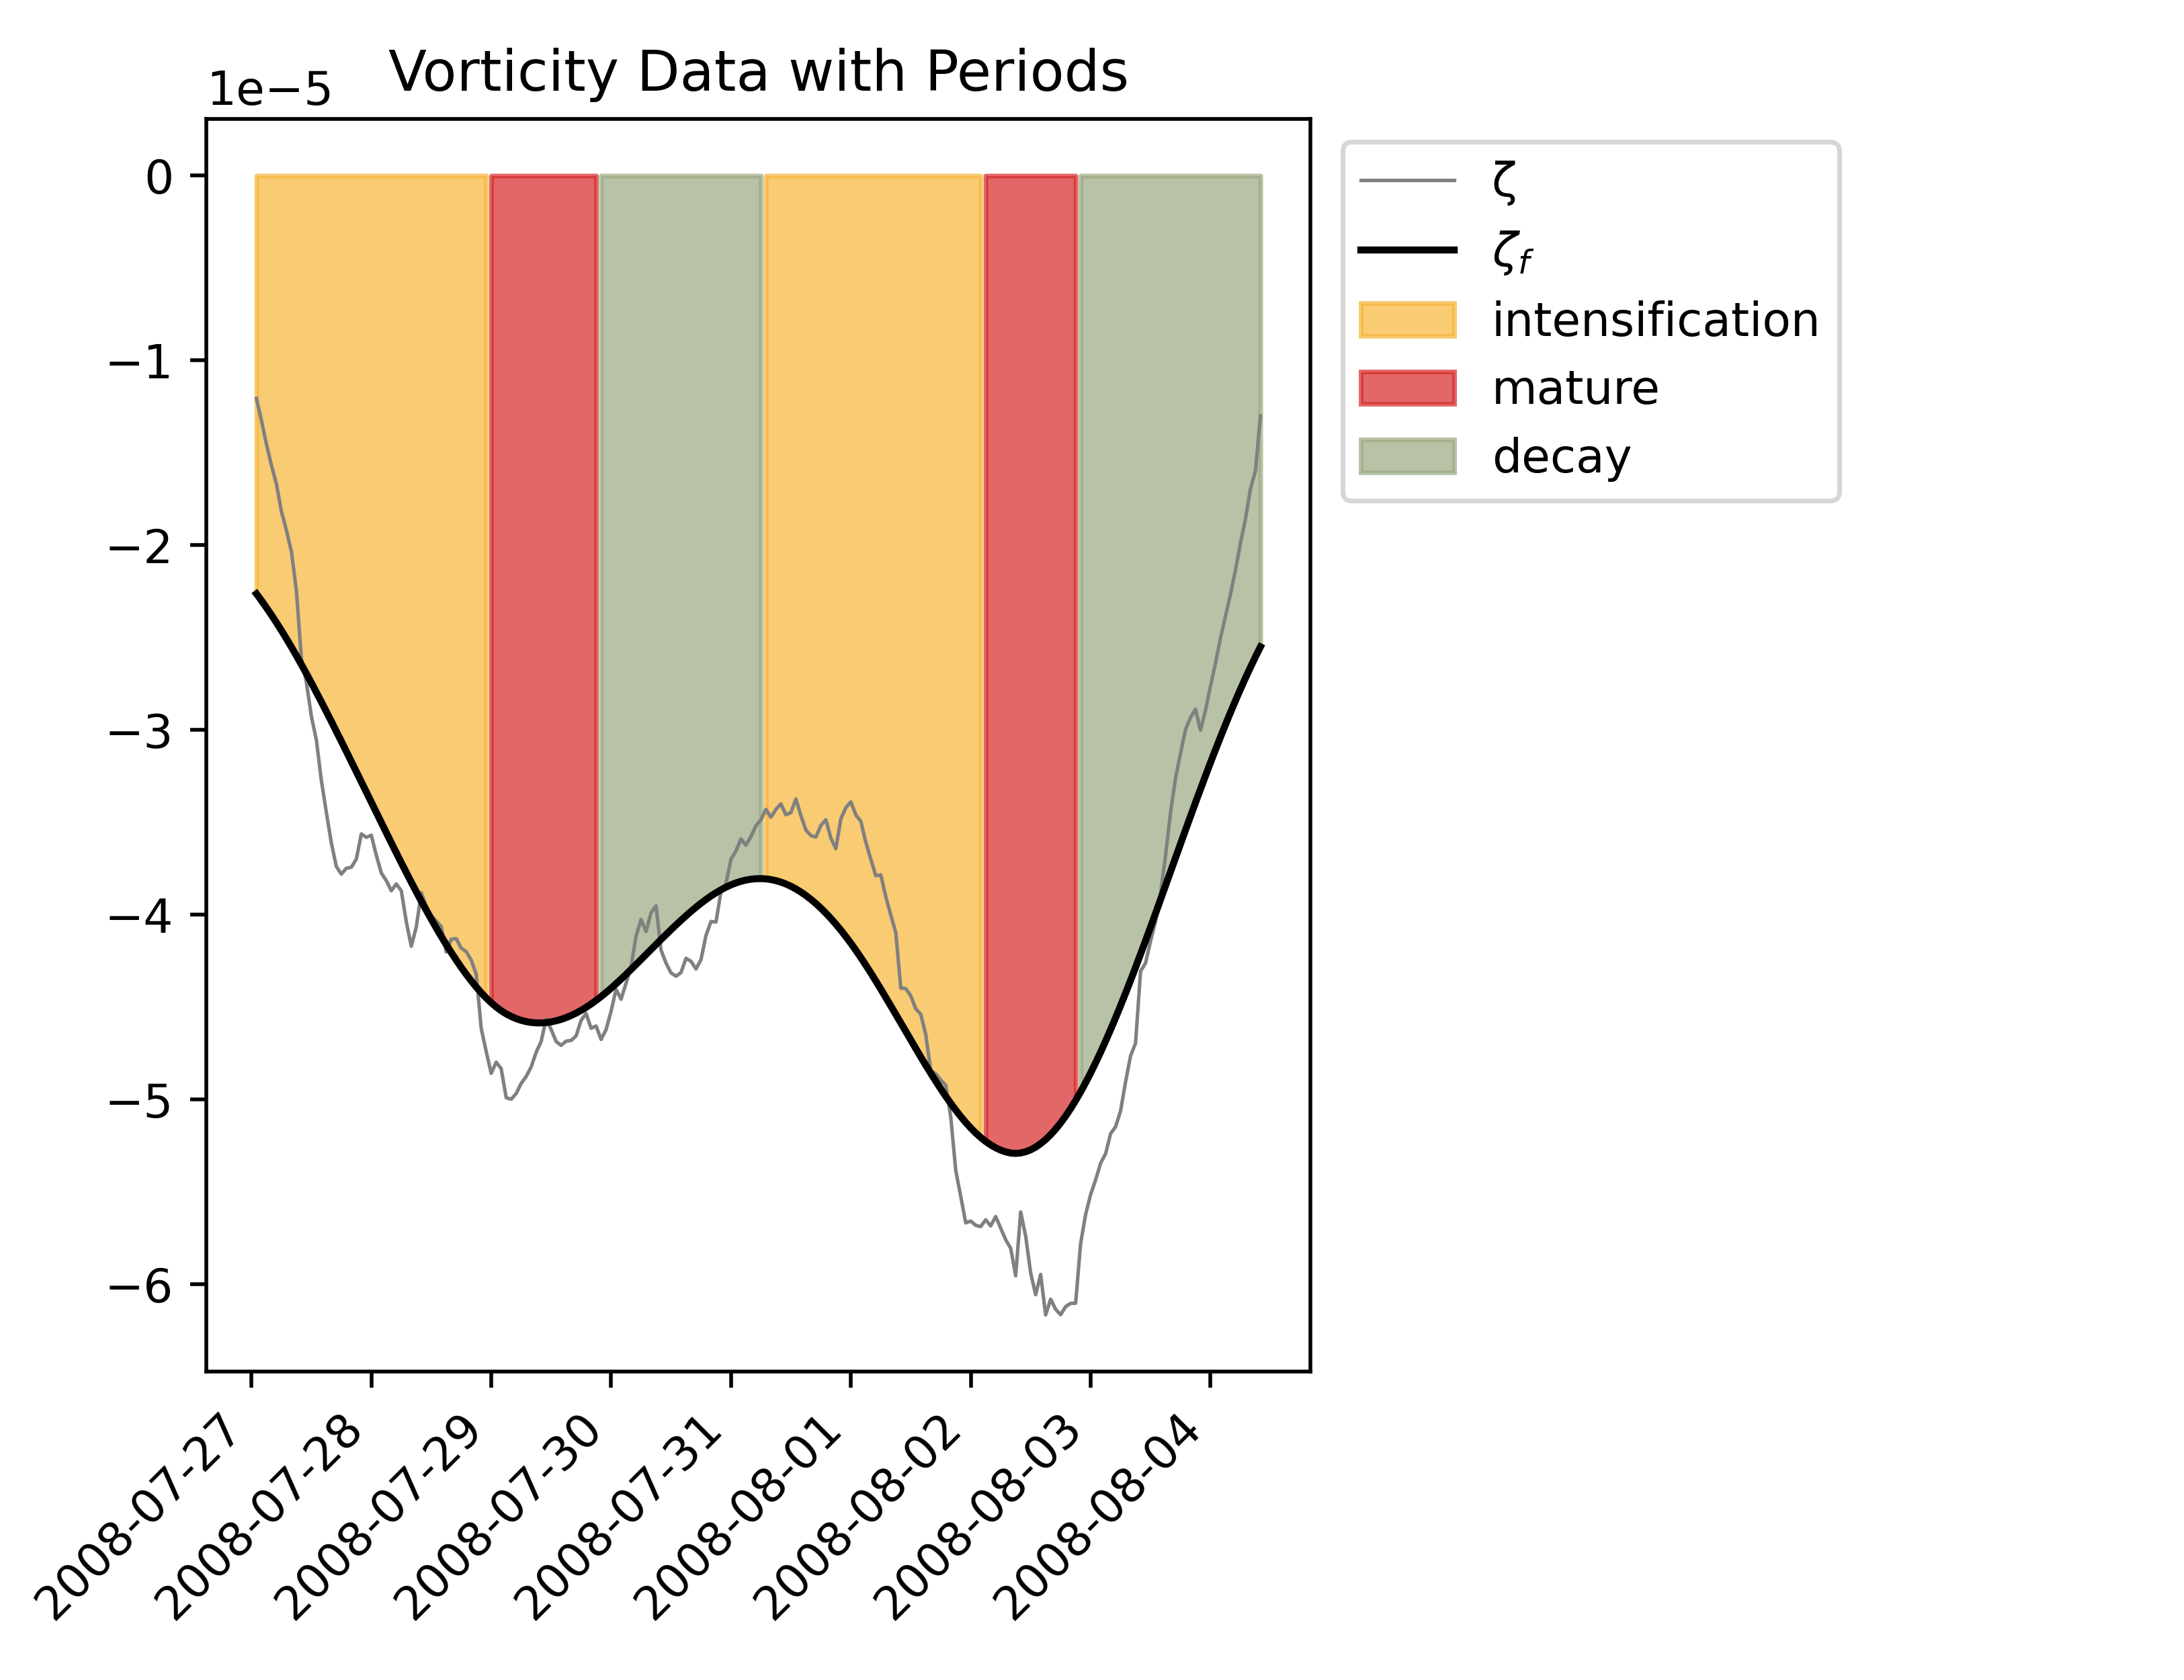 Vorticity Data with Periods
1e−5
0
−1
−2
−3
−4
−5
−6
2008-07-27
2008-07-28
2008-07-29
2008-07-30
2008-07-31
2008-08-01
2008-08-02
2008-08-03
2008-08-04
ζ
ζf
intensification
mature
decay